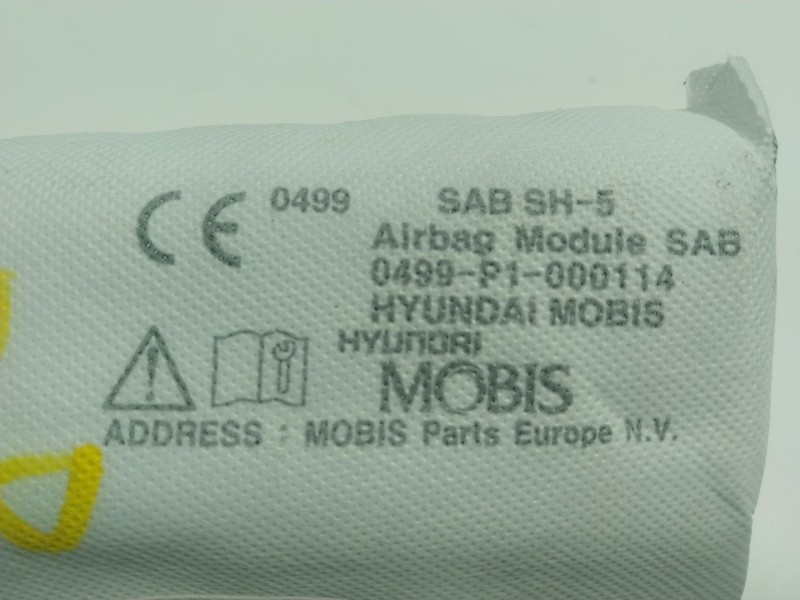 CE 0499 SAB SH-5
Airbag Module SAB
0499-P1-000114
HYUNDAI MOBIS
HYUNDAI
MOBIS
ADDRESS : MOBIS Parts Europe N.V.